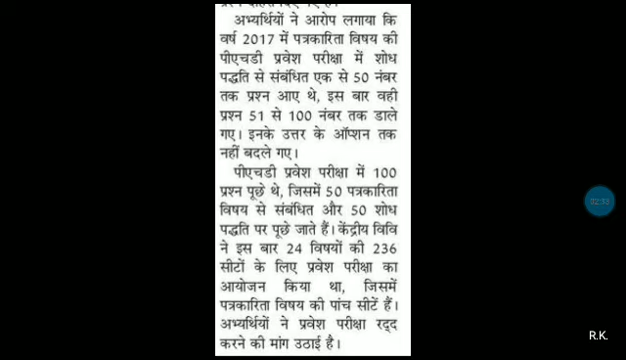 अभ्यर्थियों ने आरोप लगाया कि
वर्ष 2017 में पत्रकारिता विषय की
पीएचडी प्रवेश परीक्षा में शोध
पद्धति से संबंधित एक से 50 नंबर
तक प्रश्न आए थे, इस बार वही
प्रश्न 51 से 100 नंबर तक डाले
गए। इनके उत्तर के ऑप्शन तक
नहीं बदले गए।
पीएचडी प्रवेश परीक्षा में 100
प्रश्न पूछे थे, जिसमें 50 पत्रकारिता
विषय से संबंधित और 50 शोध
पद्धति पर पूछे जाते हैं। केंद्रीय विवि
ने इस बार 24 विषयों की 236
सीटों के लिए प्रवेश परीक्षा का
आयोजन किया था, जिसमें
पत्रकारिता विषय की पांच सीटें हैं।
अभ्यर्थियों ने प्रवेश परीक्षा रद्द
करने की मांग उठाई है।
R.K.